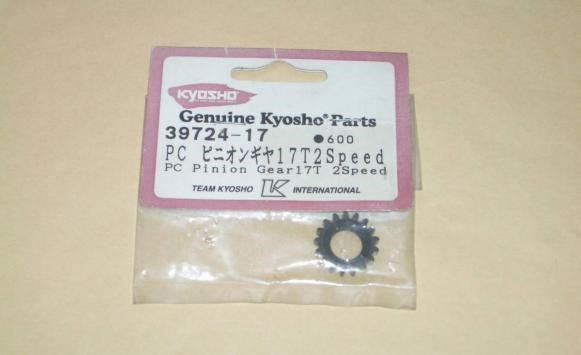 KYOSHO
Genuine Kyosho® Parts
39724-17 ●600
PC ピニオンギヤ17T2Speed
PC Pinion Gear17T 2Speed
TEAM KYOSHO K INTERNATIONAL